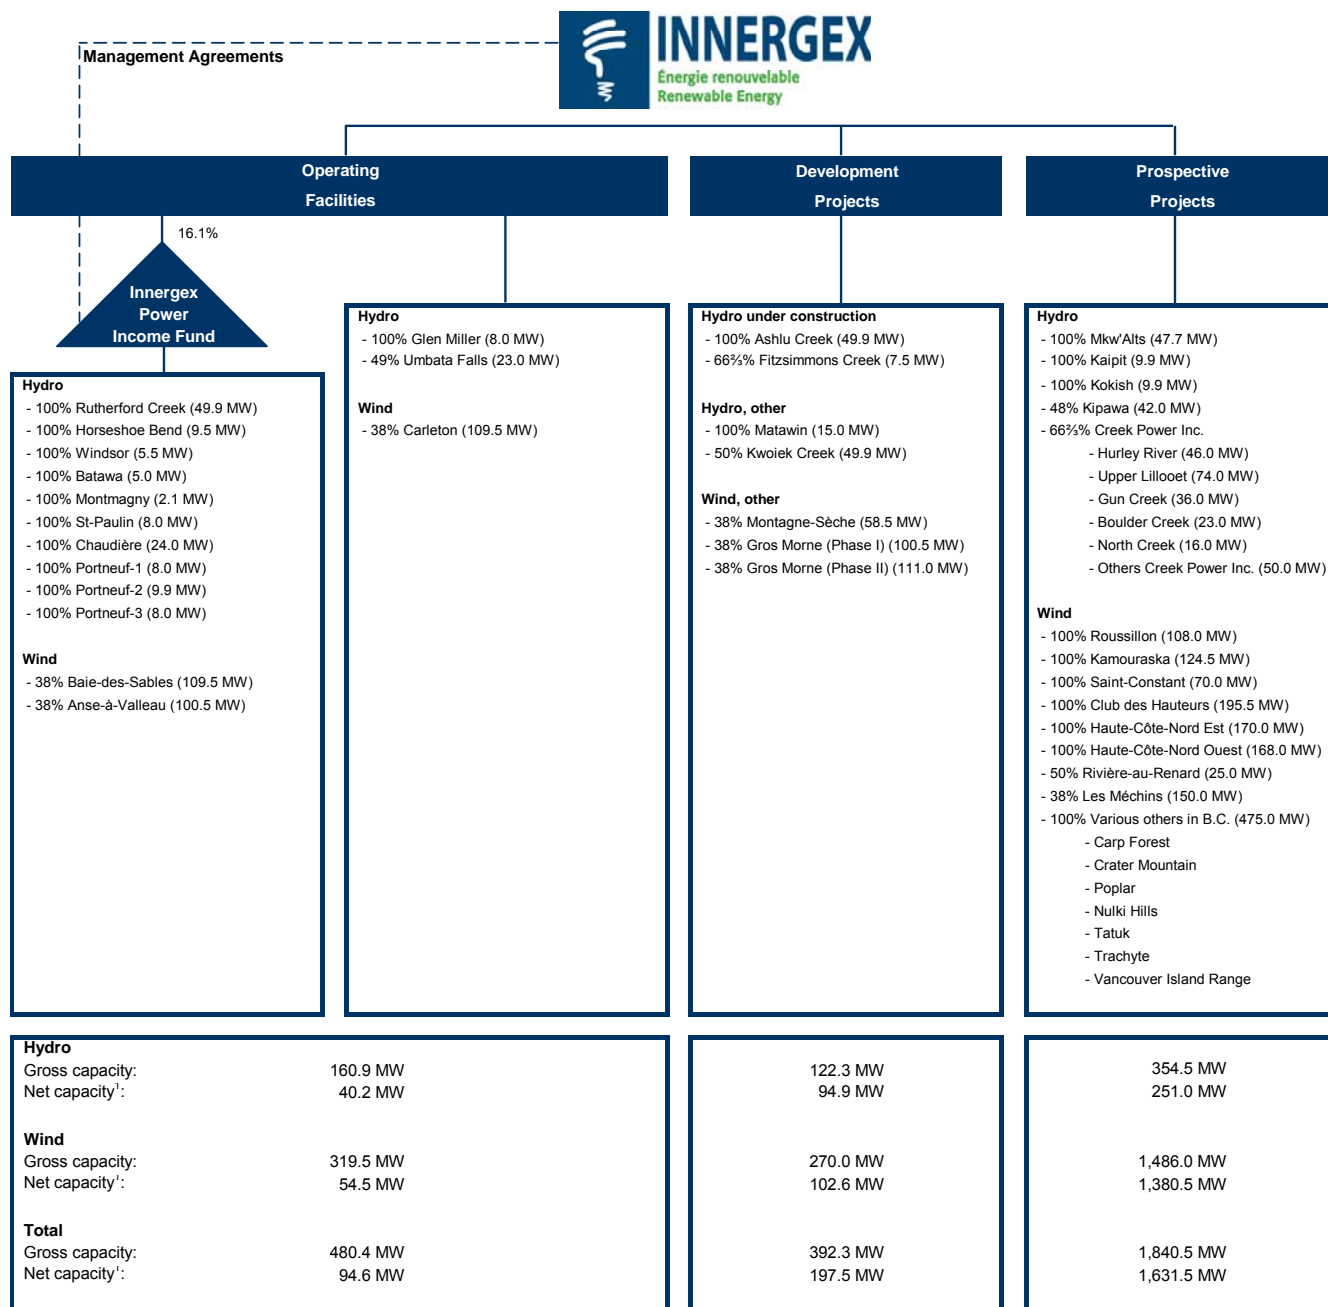 INNERGEX
Énergie renouvelable
Renewable Energy
Management Agreements
Operating
Facilities
Development
Projects
Prospective
Projects
16.1%
Innergex
Power
Income Fund
Hydro
- 100% Rutherford Creek (49.9 MW)
- 100% Horseshoe Bend (9.5 MW)
- 100% Windsor (5.5 MW)
- 100% Batawa (5.0 MW)
- 100% Montmagny (2.1 MW)
- 100% St-Paulin (8.0 MW)
- 100% Chaudière (24.0 MW)
- 100% Portneuf-1 (8.0 MW)
- 100% Portneuf-2 (9.9 MW)
- 100% Portneuf-3 (8.0 MW)
Wind
- 38% Baie-des-Sables (109.5 MW)
- 38% Anse-à-Valleau (100.5 MW)
Hydro
- 100% Glen Miller (8.0 MW)
- 49% Umbata Falls (23.0 MW)
Wind
- 38% Carleton (109.5 MW)
Hydro under construction
- 100% Ashlu Creek (49.9 MW)
- 66⅔% Fitzsimmons Creek (7.5 MW)
Hydro, other
- 100% Matawin (15.0 MW)
- 50% Kwoiek Creek (49.9 MW)
Wind, other
- 38% Montagne-Sèche (58.5 MW)
- 38% Gros Morne (Phase I) (100.5 MW)
- 38% Gros Morne (Phase II) (111.0 MW)
Hydro
- 100% Mkw'Alts (47.7 MW)
- 100% Kaipit (9.9 MW)
- 100% Kokish (9.9 MW)
- 48% Kipawa (42.0 MW)
- 66⅔% Creek Power Inc.
- Hurley River (46.0 MW)
- Upper Lillooet (74.0 MW)
- Gun Creek (36.0 MW)
- Boulder Creek (23.0 MW)
- North Creek (16.0 MW)
- Others Creek Power Inc. (50.0 MW)
Wind
- 100% Roussillon (108.0 MW)
- 100% Kamouraska (124.5 MW)
- 100% Saint-Constant (70.0 MW)
- 100% Club des Hauteurs (195.5 MW)
- 100% Haute-Côte-Nord Est (170.0 MW)
- 100% Haute-Côte-Nord Ouest (168.0 MW)
- 50% Rivière-au-Renard (25.0 MW)
- 38% Les Méchins (150.0 MW)
- 100% Various others in B.C. (475.0 MW)
- Carp Forest
- Crater Mountain
- Poplar
- Nulki Hills
- Tatuk
- Trachyte
- Vancouver Island Range
Hydro
Gross capacity: 160.9 MW 122.3 MW 354.5 MW
Net capacity¹: 40.2 MW 94.9 MW 251.0 MW
Wind
Gross capacity: 319.5 MW 270.0 MW 1,486.0 MW
Net capacity¹: 54.5 MW 102.6 MW 1,380.5 MW
Total
Gross capacity: 480.4 MW 392.3 MW 1,840.5 MW
Net capacity¹: 94.6 MW 197.5 MW 1,631.5 MW